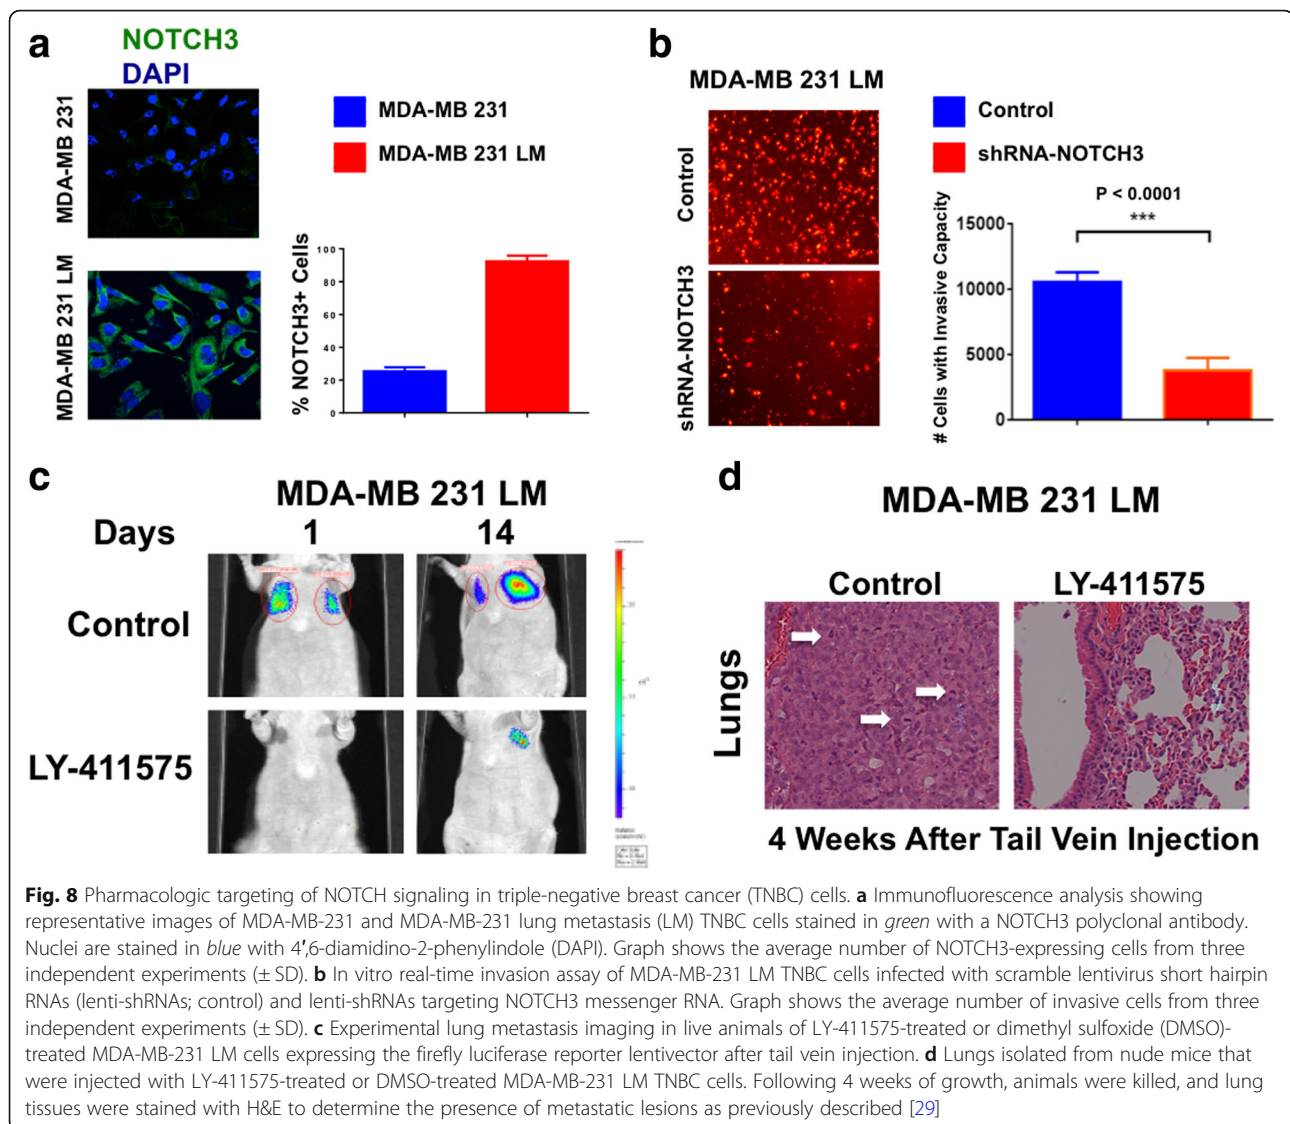 a
NOTCH3
DAPI
MDA-MB 231
MDA-MB 231 LM
MDA-MB 231
MDA-MB 231 LM
% NOTCH3+ Cells
100
80
60
40
20
0
b
MDA-MB 231 LM
Control
shRNA-NOTCH3
Control
shRNA-NOTCH3
P < 0.0001
***
# Cells with Invasive Capacity
15000
10000
5000
0
c
MDA-MB 231 LM
Days 1 14
Control
LY-411575
d
MDA-MB 231 LM
Control LY-411575
Lungs
4 Weeks After Tail Vein Injection
Fig. 8 Pharmacologic targeting of NOTCH signaling in triple-negative breast cancer (TNBC) cells. a Immunofluorescence analysis showing
representative images of MDA-MB-231 and MDA-MB-231 lung metastasis (LM) TNBC cells stained in green with a NOTCH3 polyclonal antibody.
Nuclei are stained in blue with 4′,6-diamidino-2-phenylindole (DAPI). Graph shows the average number of NOTCH3-expressing cells from three
independent experiments (± SD). b In vitro real-time invasion assay of MDA-MB-231 LM TNBC cells infected with scramble lentivirus short hairpin
RNAs (lenti-shRNAs; control) and lenti-shRNAs targeting NOTCH3 messenger RNA. Graph shows the average number of invasive cells from three
independent experiments (± SD). c Experimental lung metastasis imaging in live animals of LY-411575-treated or dimethyl sulfoxide (DMSO)-
treated MDA-MB-231 LM cells expressing the firefly luciferase reporter lentivector after tail vein injection. d Lungs isolated from nude mice that
were injected with LY-411575-treated or DMSO-treated MDA-MB-231 LM TNBC cells. Following 4 weeks of growth, animals were killed, and lung
tissues were stained with H&E to determine the presence of metastatic lesions as previously described [29]